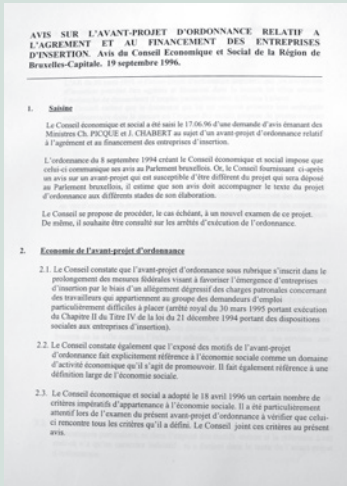 AVIS SUR L'AVANT-PROJET D'ORDONNANCE RELATIF A
L'AGREMENT ET AU FINANCEMENT DES ENTREPRISES
D'INSERTION. Avis du Conseil Economique et Social de la Région de
Bruxelles-Capitale. 19 septembre 1996.
1. Saisine
Le Conseil économique et social a été saisi le 17.06.96 d'une demande d'avis émanant des
Ministres Ch. PICQUE et J. CHABERT au sujet d'un avant-projet d'ordonnance relatif
à l'agrément et au financement des entreprises d'insertion.
L'ordonnance du 8 septembre 1994 créant le Conseil économique et social impose que
celui-ci communique ses avis au Parlement bruxellois. Or, le Conseil fournissant ci-après
un avis sur un avant-projet qui est susceptible d'être différent du projet qui sera déposé
au Parlement bruxellois, il estime que son avis doit accompagner le texte du projet
d'ordonnance aux différents stades de son élaboration.
Le Conseil se propose de procéder, le cas échéant, à un nouvel examen de ce projet.
De même, il souhaite être consulté sur les arrêtés d'exécution de l'ordonnance.
2. Economie de l'avant-projet d'ordonnance
2.1. Le Conseil constate que l'avant-projet d'ordonnance sous rubrique s'inscrit dans le
prolongement des mesures fédérales visant à favoriser l'émergence d'entreprises
d'insertion par le biais d'un allègement dégressif des charges patronales concernant
des travailleurs qui appartiennent au groupe des demandeurs d'emploi
particulièrement difficiles à placer (arrêté royal du 30 mars 1995 portant exécution
du Chapitre II du Titre IV de la loi du 21 décembre 1994 portant des dispositions
sociales aux entreprises d'insertion).
2.2. Le Conseil constate également que l'exposé des motifs de l'avant-projet
d'ordonnance fait explicitement référence à l'économie sociale comme un domaine
d'activité économique qu'il s'agit de promouvoir. Il fait également référence à une
définition large de l'économie sociale.
2.3. Le Conseil économique et social a adopté le 18 avril 1996 un certain nombre de
critères impératifs d'appartenance à l'économie sociale. Il a été particulièrement
attentif lors de l'examen du présent avant-projet d'ordonnance à vérifier que celui-
ci rencontre tous les critères qu'il a défini. Le Conseil joint ces critères au présent
avis.